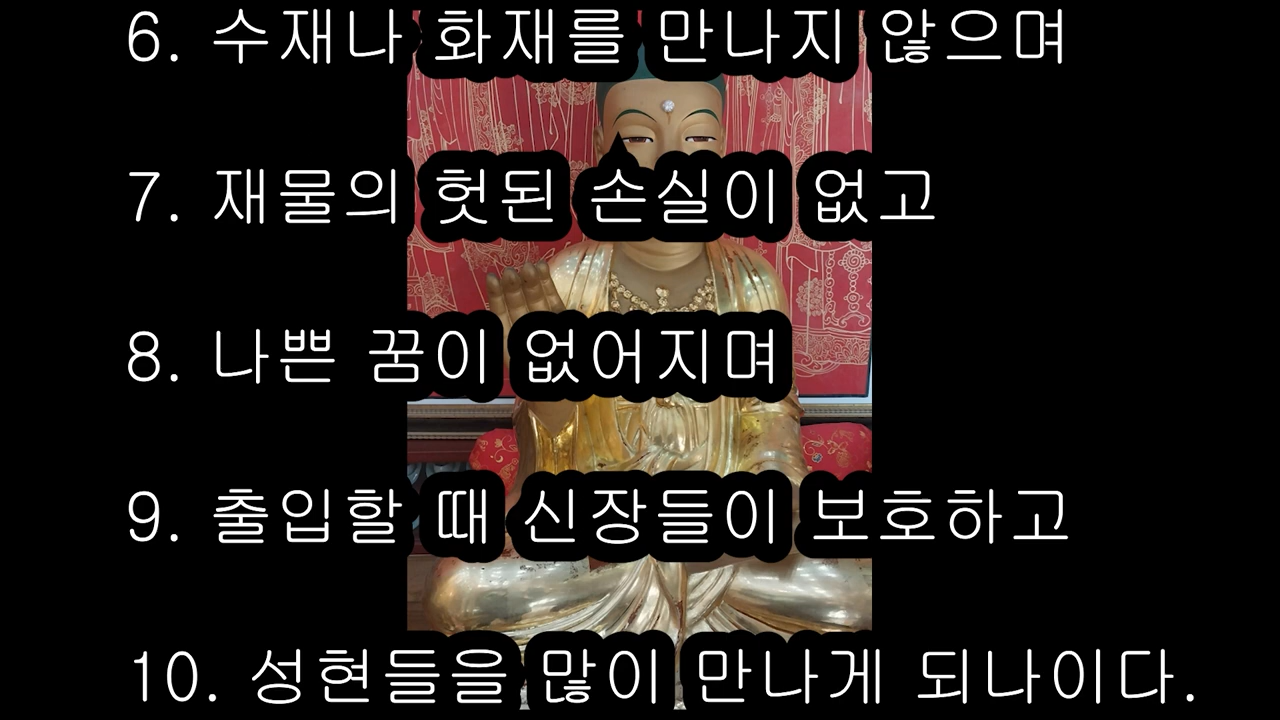 6. 수재나 화재를 만나지 않으며
7. 재물의 헛된 손실이 없고
8. 나쁜 꿈이 없어지며
9. 출입할 때 신장들이 보호하고
10. 성현들을 많이 만나게 되나이다.